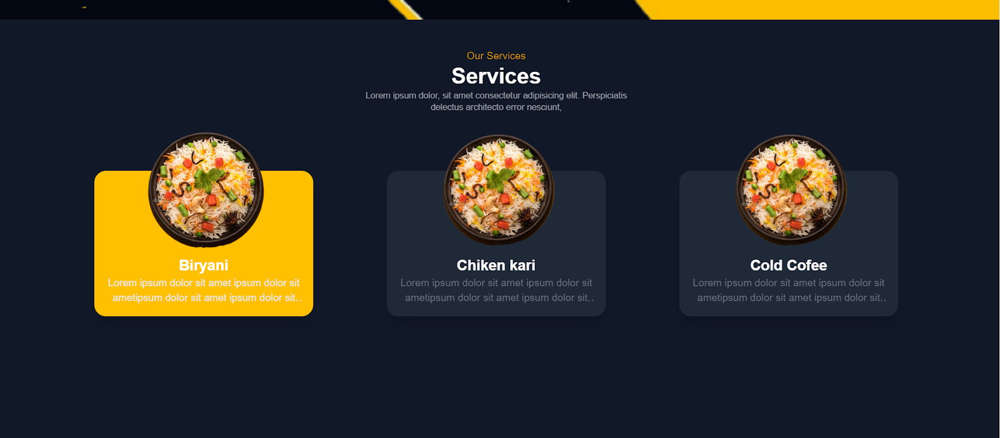 Our Services
Services
Lorem ipsum dolor, sit amet consectetur adipisicing elit. Perspiciatis
delectus architecto error nesciunt,
Biryani
Lorem ipsum dolor sit amet ipsum dolor sit
ametipsum dolor sit amet ipsum dolor sit..
Chiken kari
Lorem ipsum dolor sit amet ipsum dolor sit
ametipsum dolor sit amet ipsum dolor sit..
Cold Cofee
Lorem ipsum dolor sit amet ipsum dolor sit
ametipsum dolor sit amet ipsum dolor sit..